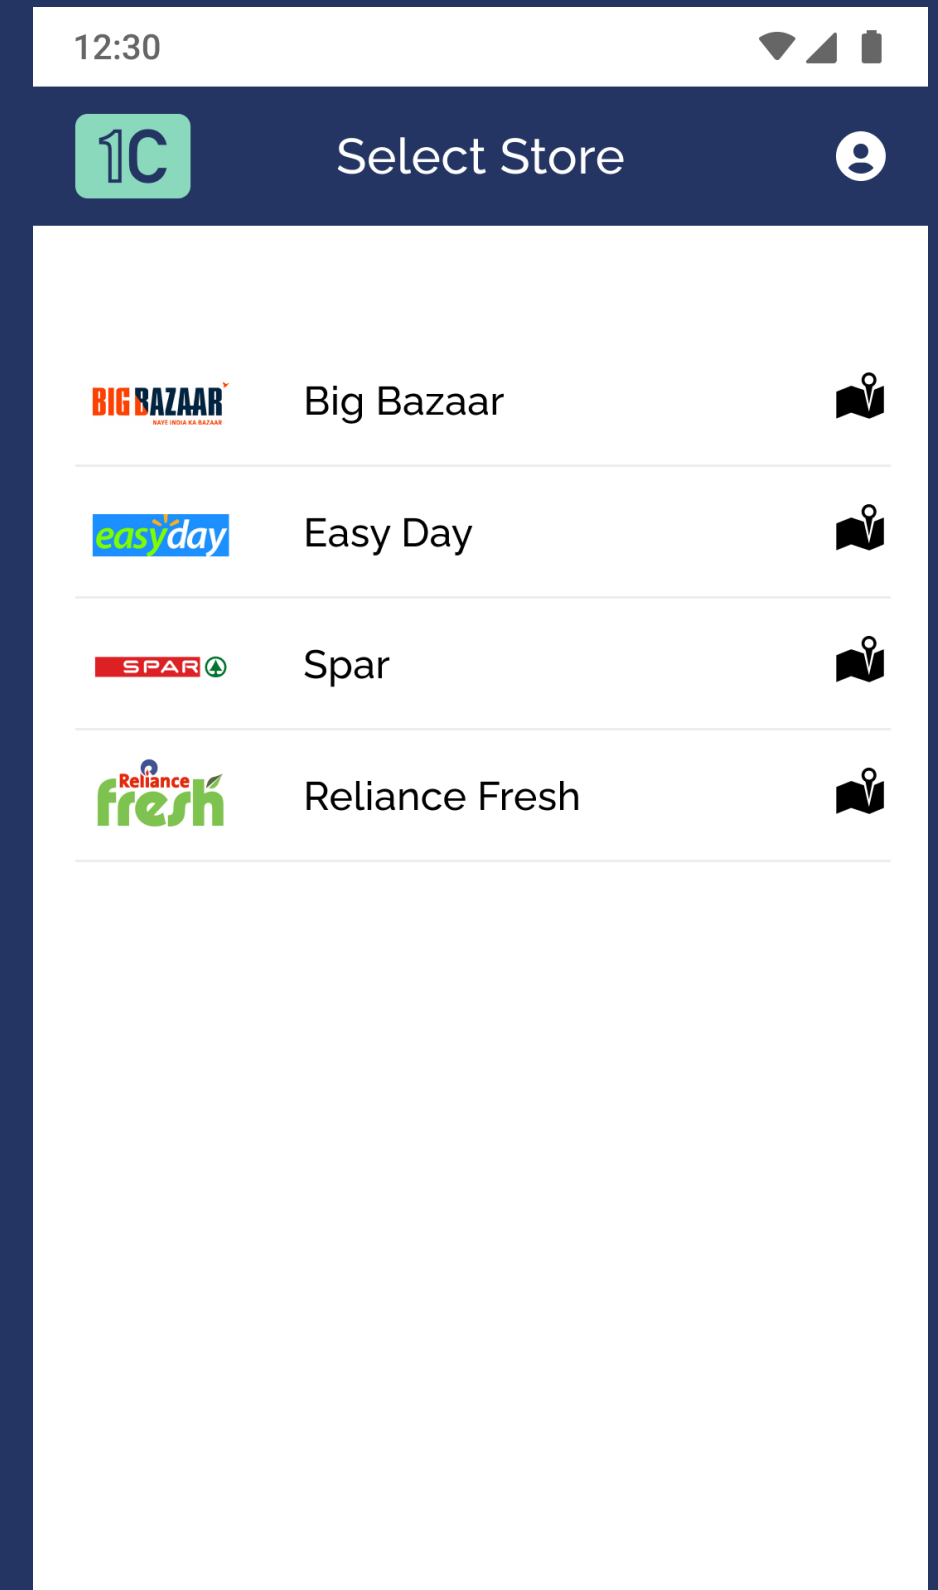 12:30
1C
Select Store
BIG BAZAAR
NAYE INDIA KA BAZAAR
Big Bazaar
easyday
Easy Day
SPAR
Spar
Reliance
fresh
Reliance Fresh